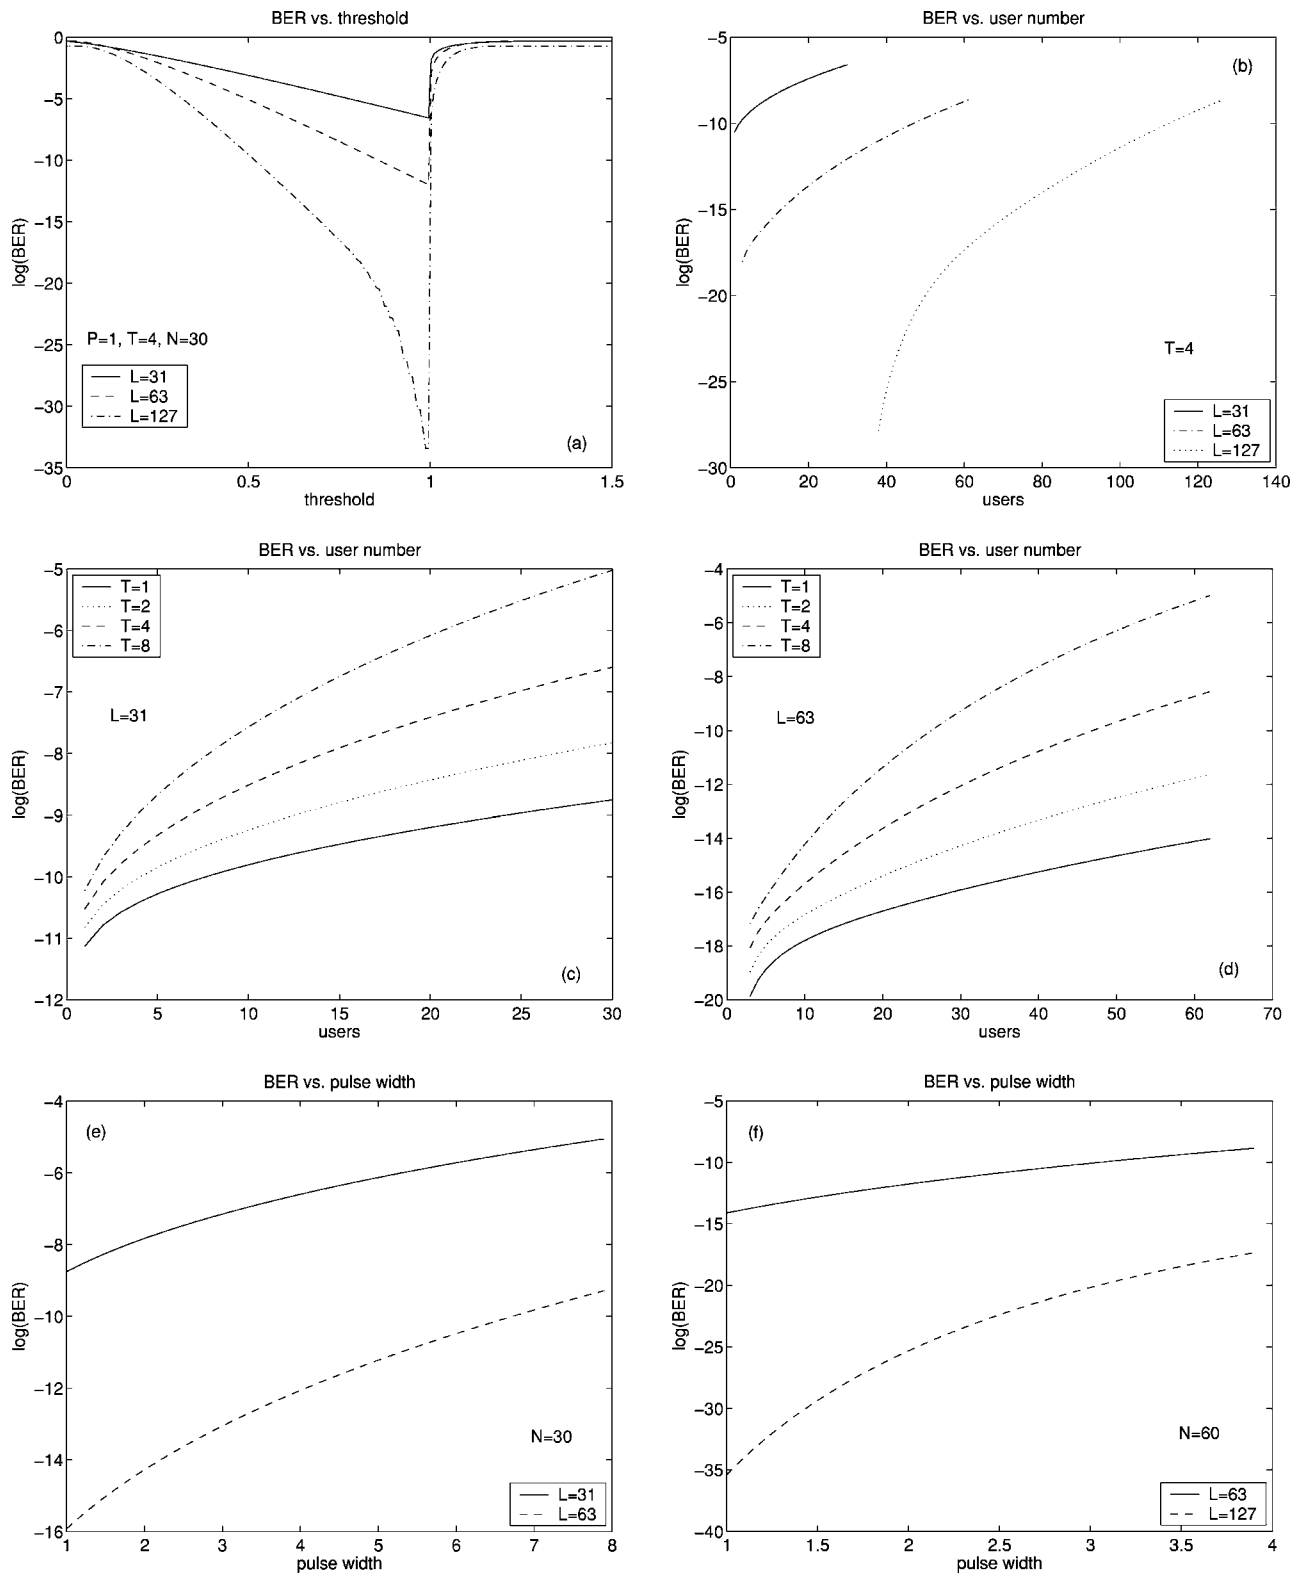 BER vs. threshold
0
−5
−10
−15
−20
−25
−30
−35
log(BER)
P=1, T=4, N=30
L=31
L=63
L=127
(a)
0
0.5
1
1.5
threshold
BER vs. user number
−5
−10
−15
−20
−25
−30
log(BER)
(b)
T=4
L=31
L=63
L=127
0
20
40
60
80
100
120
140
users
BER vs. user number
−5
−6
−7
−8
−9
−10
−11
−12
log(BER)
T=1
T=2
T=4
T=8
L=31
(c)
0
5
10
15
20
25
30
users
BER vs. user number
−4
−6
−8
−10
−12
−14
−16
−18
−20
log(BER)
T=1
T=2
T=4
T=8
L=63
(d)
0
10
20
30
40
50
60
70
users
BER vs. pulse width
−4
−6
−8
−10
−12
−14
−16
log(BER)
(e)
N=30
L=31
L=63
1
2
3
4
5
6
7
8
pulse width
BER vs. pulse width
−5
−10
−15
−20
−25
−30
−35
−40
log(BER)
(f)
N=60
L=63
L=127
1
1.5
2
2.5
3
3.5
4
pulse width